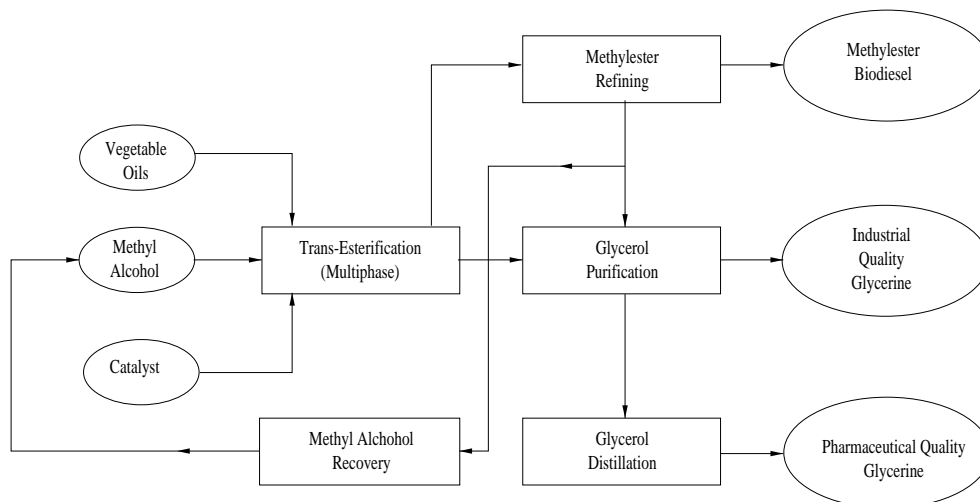 Methylester
Refining
Methylester
Biodiesel
Vegetable
Oils
Methyl
Alcohol
Trans-Esterification
(Multiphase)
Glycerol
Purification
Industrial
Quality
Glycerine
Catalyst
Methyl Alchohol
Recovery
Glycerol
Distillation
Pharmaceutical Quality
Glycerine